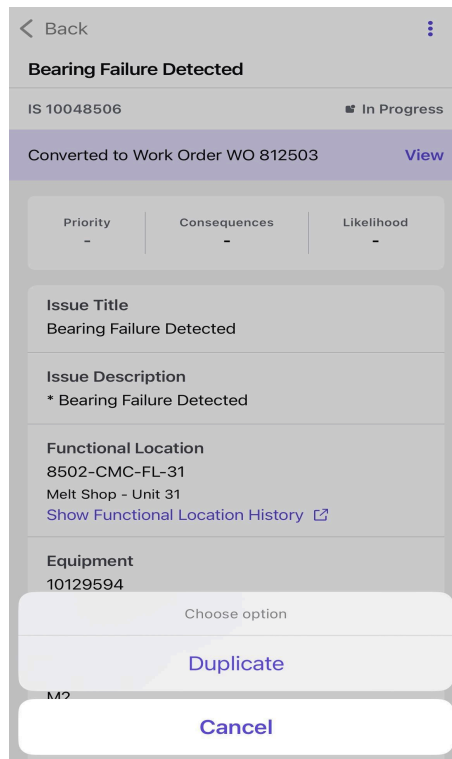 Back
Bearing Failure Detected
IS 10048506
In Progress
Converted to Work Order WO 812503 View
Priority Consequences Likelihood
- - -
Issue Title
Bearing Failure Detected
Issue Description
* Bearing Failure Detected
Functional Location
8502-CMC-FL-31
Melt Shop - Unit 31
Show Functional Location History
Equipment
10129594
Choose option
Duplicate
M2
Cancel